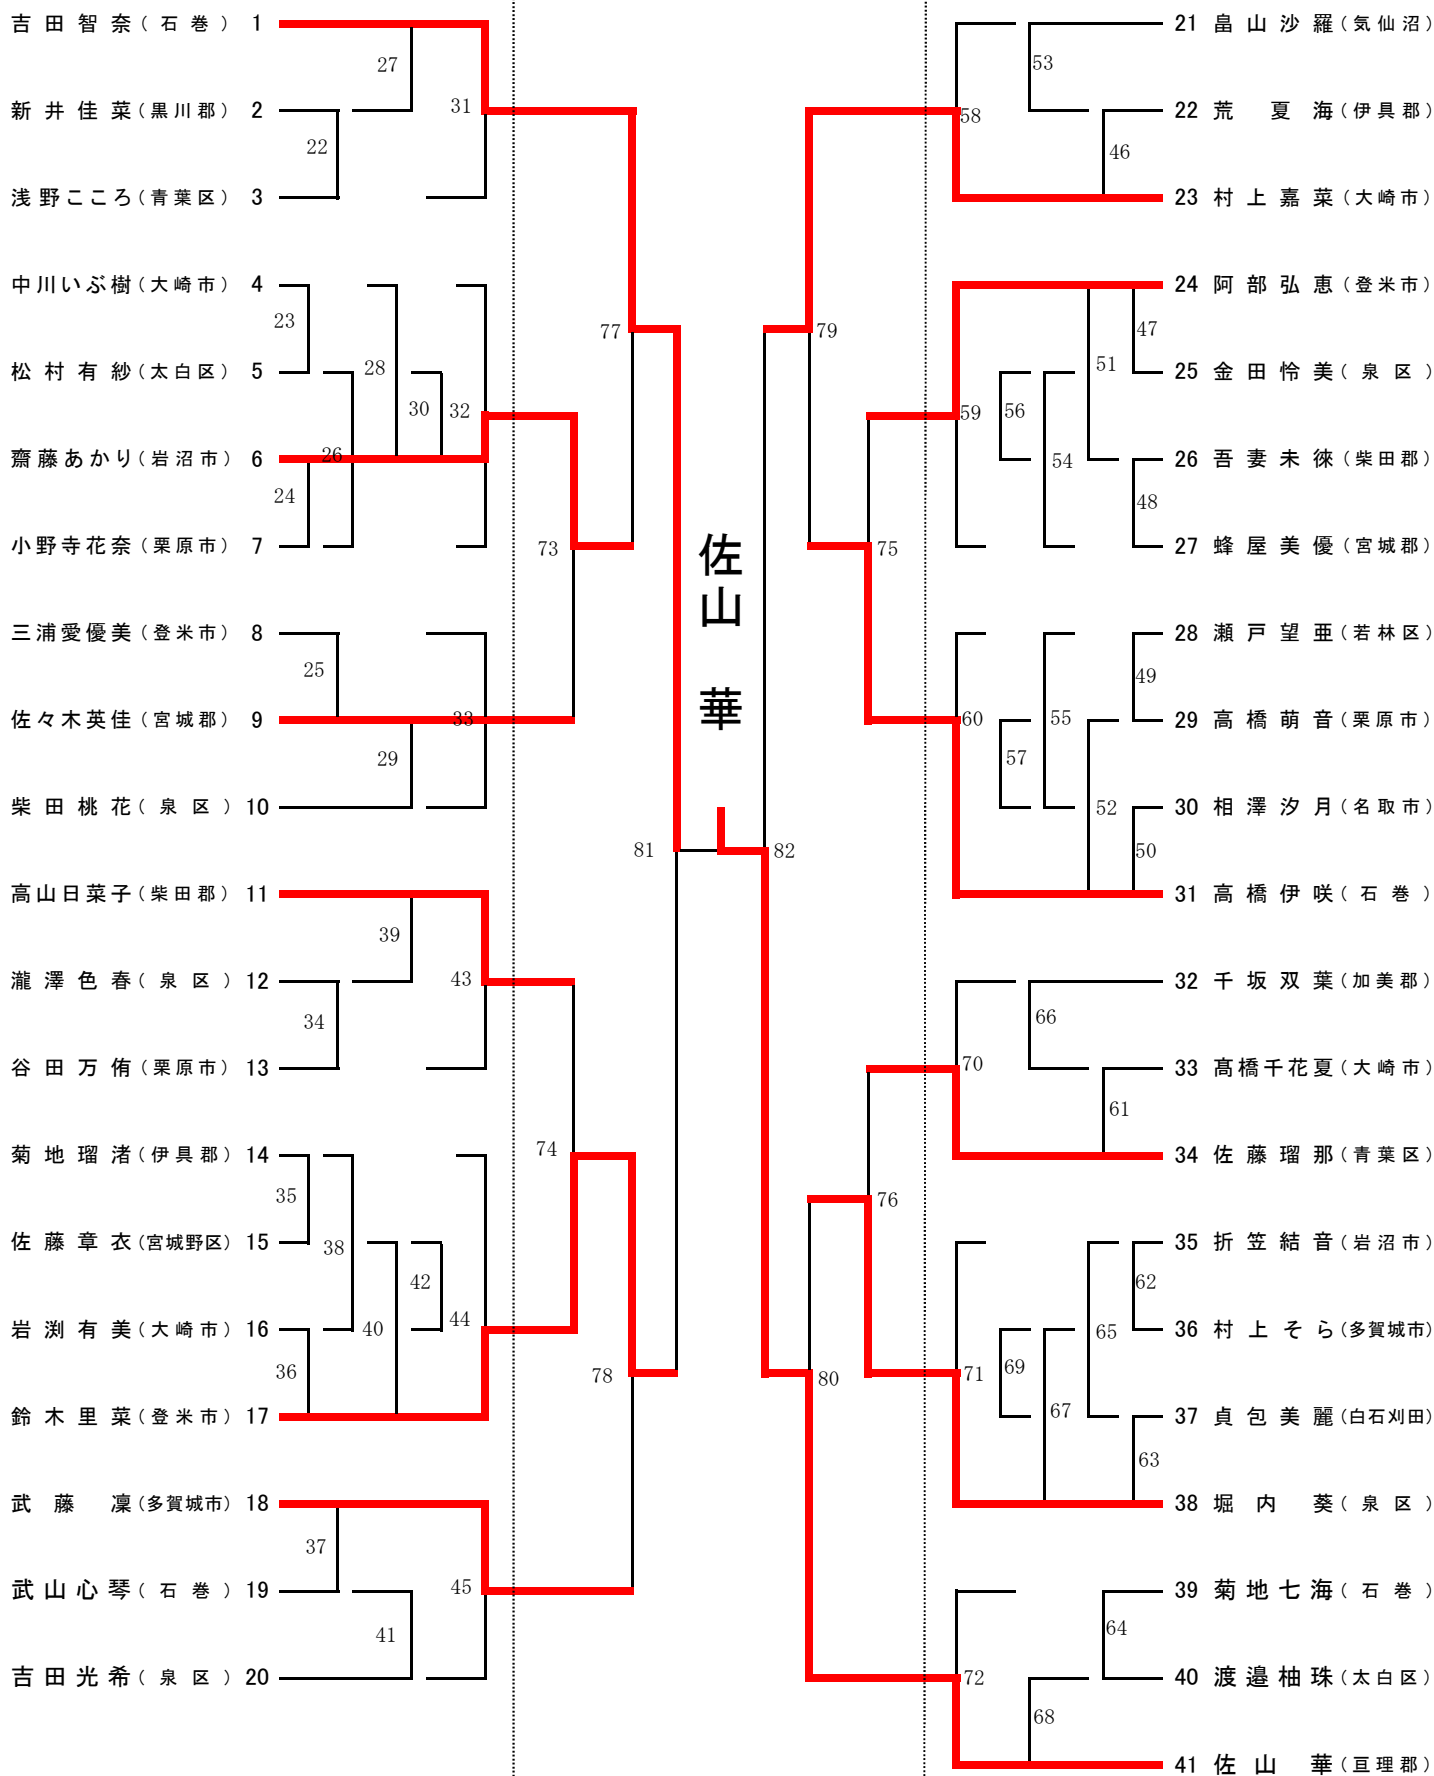 吉田智奈(石巻) 1
新井佳菜(黒川郡) 2
浅野こころ(青葉区) 3
中川いぶ樹(大崎市) 4
松村有紗(太白区) 5
齋藤あかり(岩沼市) 6
小野寺花奈(栗原市) 7
三浦愛優美(登米市) 8
佐々木英佳(宮城郡) 9
柴田桃花(泉区) 10
高山日菜子(柴田郡) 11
瀧澤色春(泉区) 12
谷田万侑(栗原市) 13
菊地瑠渚(伊具郡) 14
佐藤章衣(宮城野区) 15
岩渕有美(大崎市) 16
鈴木里菜(登米市) 17
武藤凜(多賀城市) 18
武山心琴(石巻) 19
吉田光希(泉区) 20
27
31
22
23
28
30
32
26
24
25
33
29
39
43
34
35
38
42
40
44
36
37
45
41
77
73
74
78
81
佐山 華
82
79
75
76
80
58
53
46
47
51
56
59
54
48
49
55
60
57
52
50
66
70
61
62
65
69
71
67
63
64
72
68
21 畠山沙羅(気仙沼)
22 荒夏海(伊具郡)
23 村上嘉菜(大崎市)
24 阿部弘恵(登米市)
25 金田怜美(泉区)
26 吾妻未徠(柴田郡)
27 蜂屋美優(宮城郡)
28 瀬戸望亜(若林区)
29 高橋萌音(栗原市)
30 相澤汐月(名取市)
31 高橋伊咲(石巻)
32 千坂双葉(加美郡)
33 髙橋千花夏(大崎市)
34 佐藤瑠那(青葉区)
35 折笠結音(岩沼市)
36 村上そら(多賀城市)
37 貞包美麗(白石刈田)
38 堀内葵(泉区)
39 菊地七海(石巻)
40 渡邉柚珠(太白区)
41 佐山華(亘理郡)